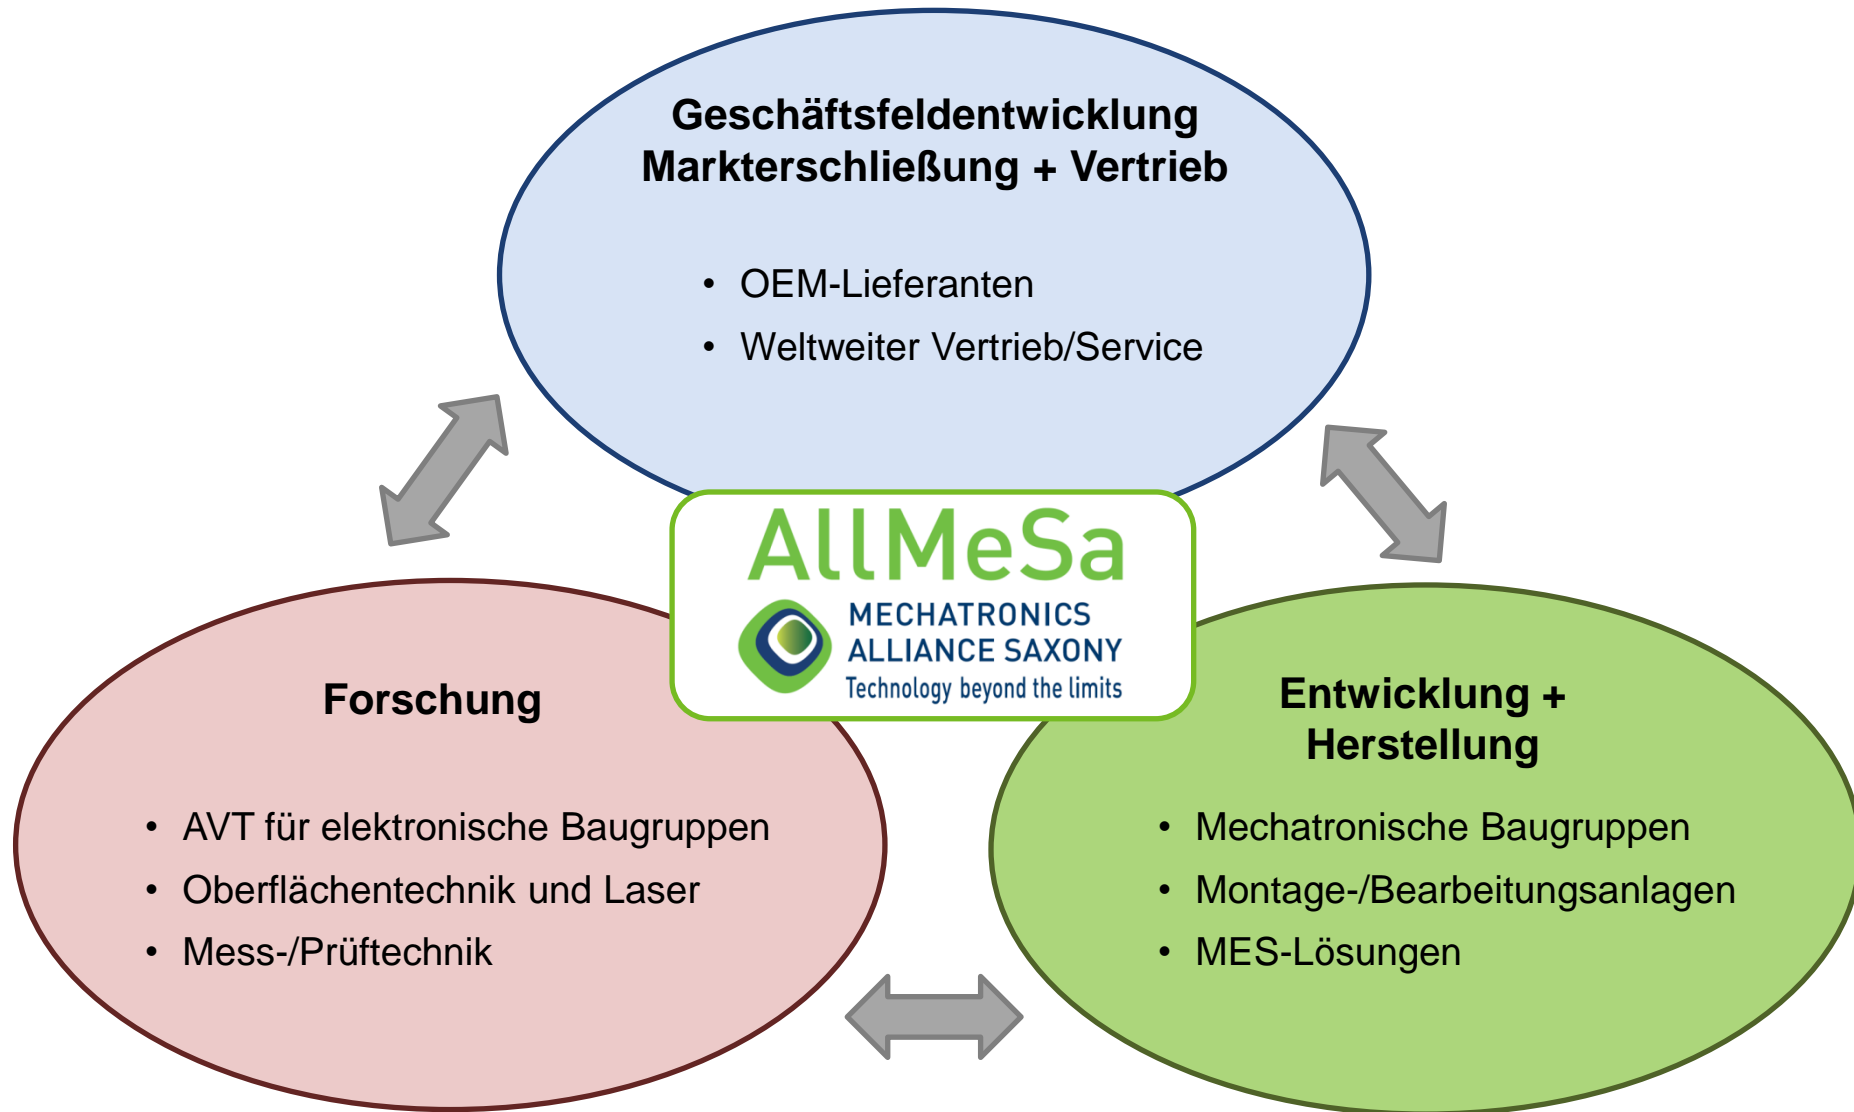 Geschäftsfeldentwicklung
Markterschließung + Vertrieb
• OEM-Lieferanten
• Weltweiter Vertrieb/Service
AllMeSa
MECHATRONICS
ALLIANCE SAXONY
Technology beyond the limits
Forschung
• AVT für elektronische Baugruppen
• Oberflächentechnik und Laser
• Mess-/Prüftechnik
Entwicklung +
Herstellung
• Mechatronische Baugruppen
• Montage-/Bearbeitungsanlagen
• MES-Lösungen